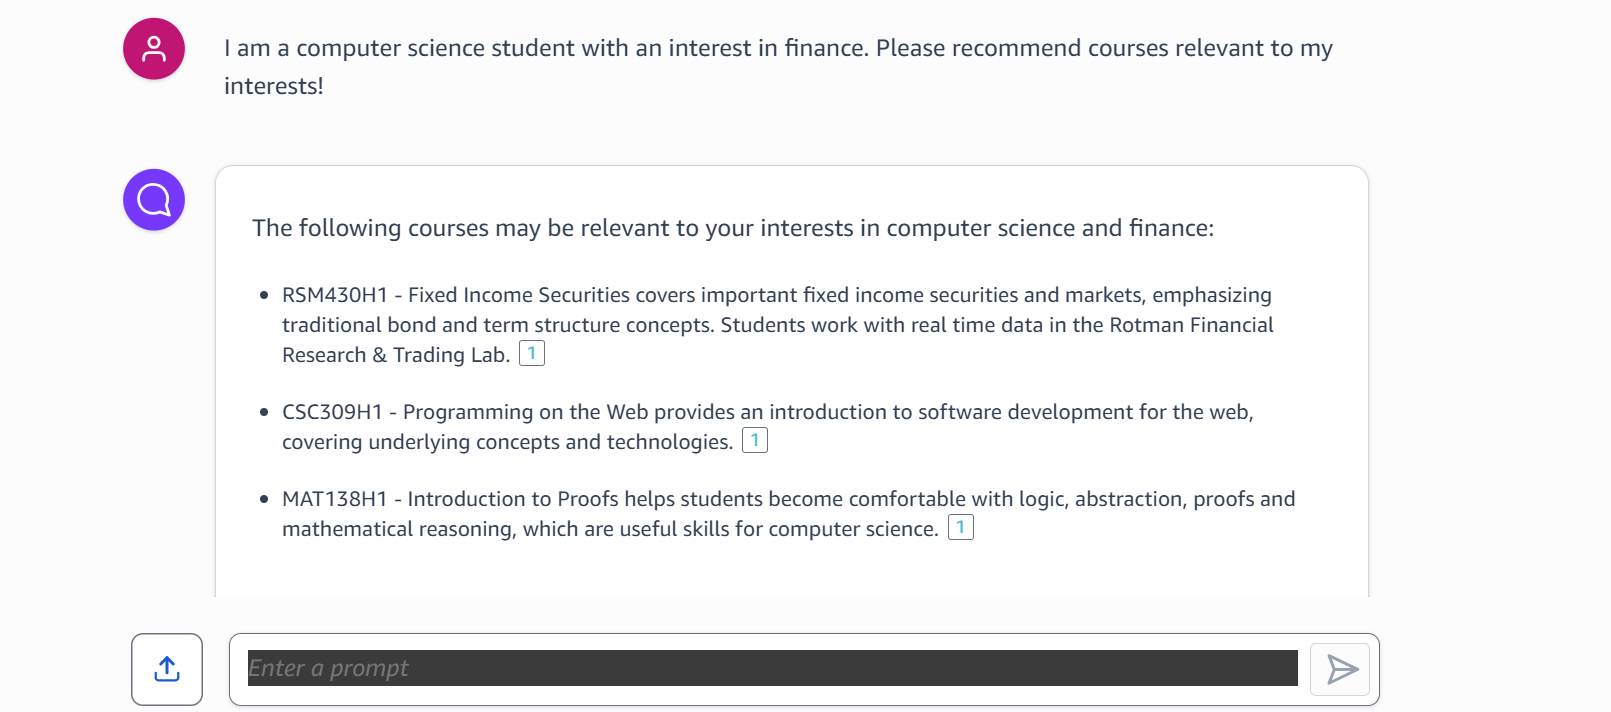 I am a computer science student with an interest in finance. Please recommend courses relevant to my
interests!
The following courses may be relevant to your interests in computer science and finance:
• RSM430H1 - Fixed Income Securities covers important fixed income securities and markets, emphasizing
traditional bond and term structure concepts. Students work with real time data in the Rotman Financial
Research & Trading Lab. 1
• CSC309H1 - Programming on the Web provides an introduction to software development for the web,
covering underlying concepts and technologies. 1
• MAT138H1 - Introduction to Proofs helps students become comfortable with logic, abstraction, proofs and
mathematical reasoning, which are useful skills for computer science. 1
Enter a prompt